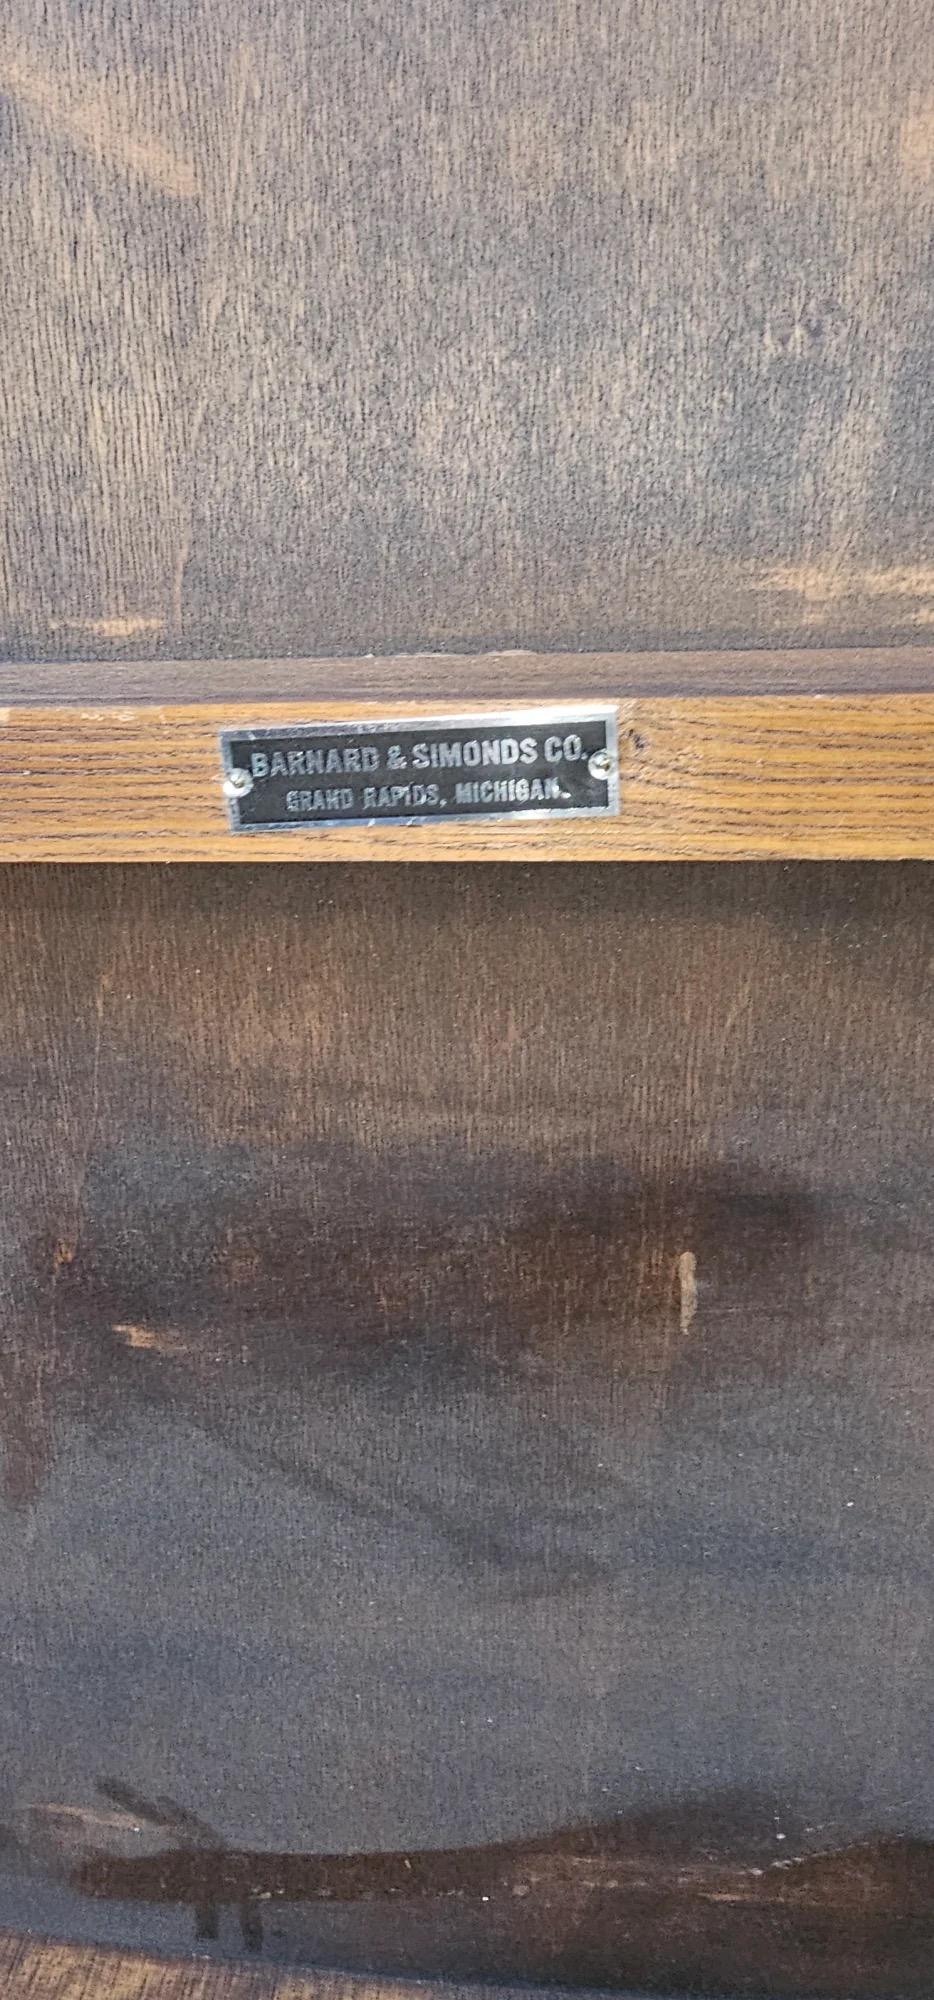 BARNARD & SIMONDS CO.
GRAND RAPIDS, MICHIGAN.